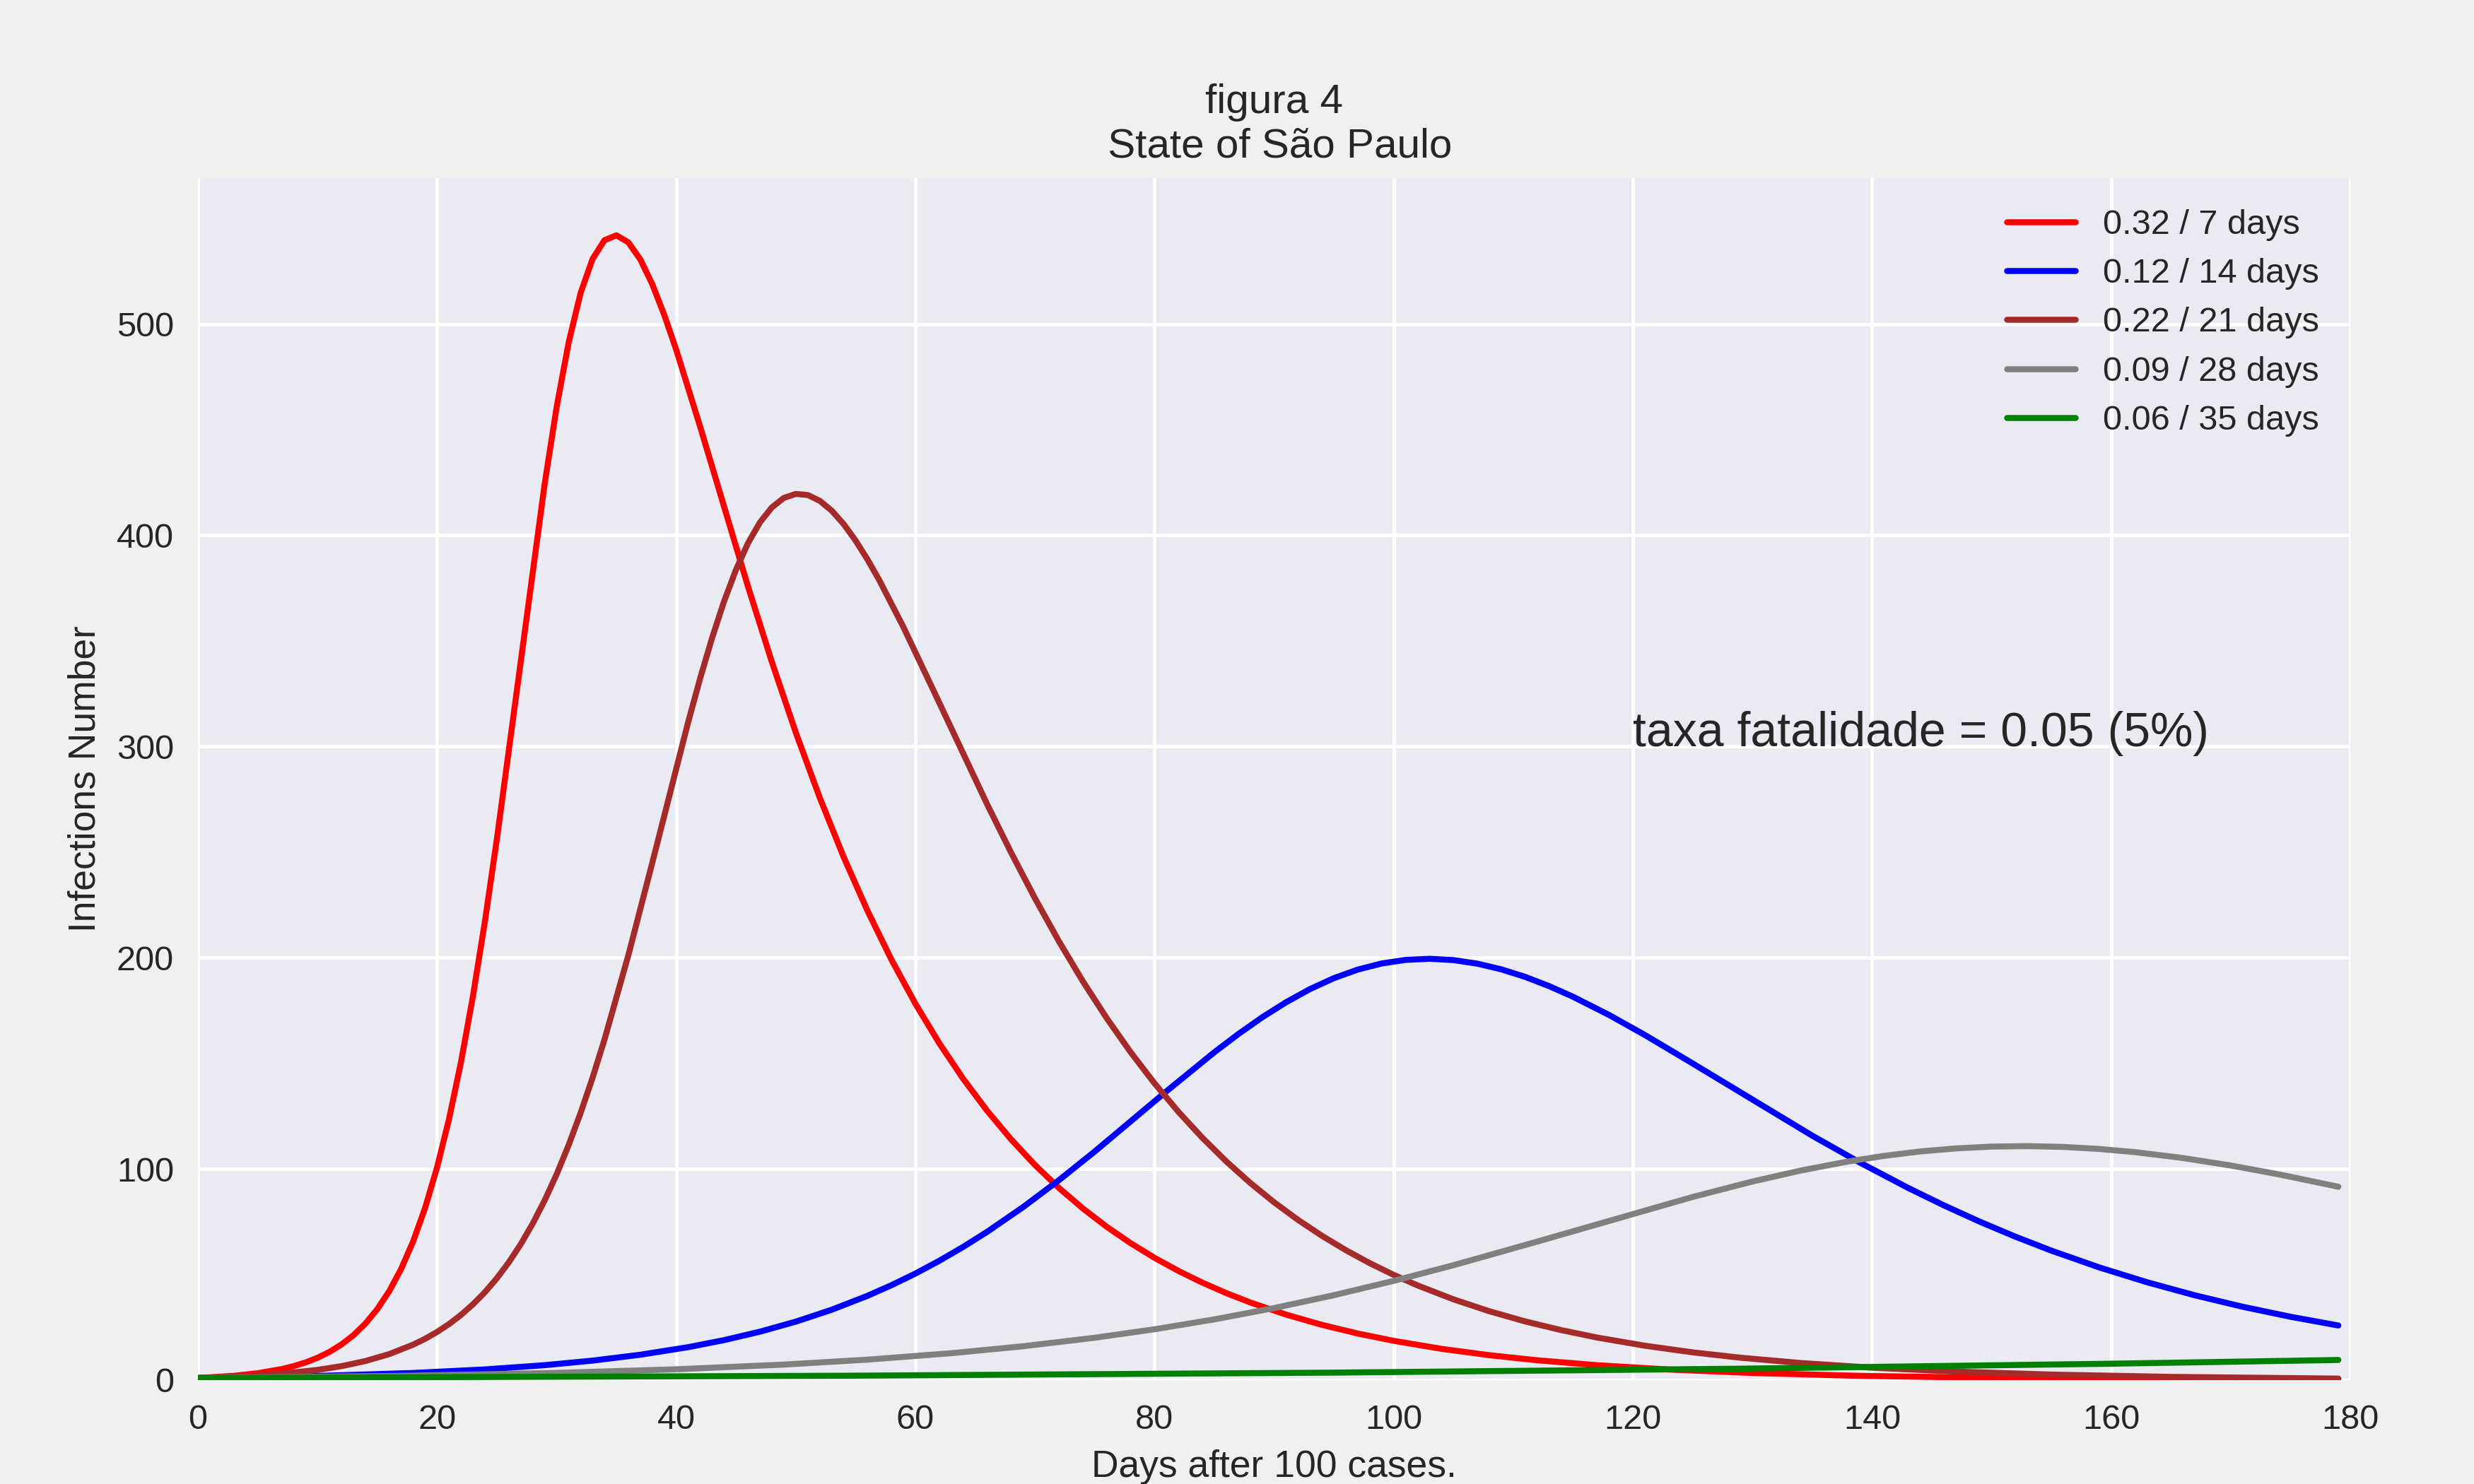 figura 4
State of São Paulo
0.32 / 7 days
0.12 / 14 days
0.22 / 21 days
0.09 / 28 days
0.06 / 35 days
taxa fatalidade = 0.05 (5%)
Infections Number
500
400
300
200
100
0
0 20 40 60 80 100 120 140 160 180
Days after 100 cases.